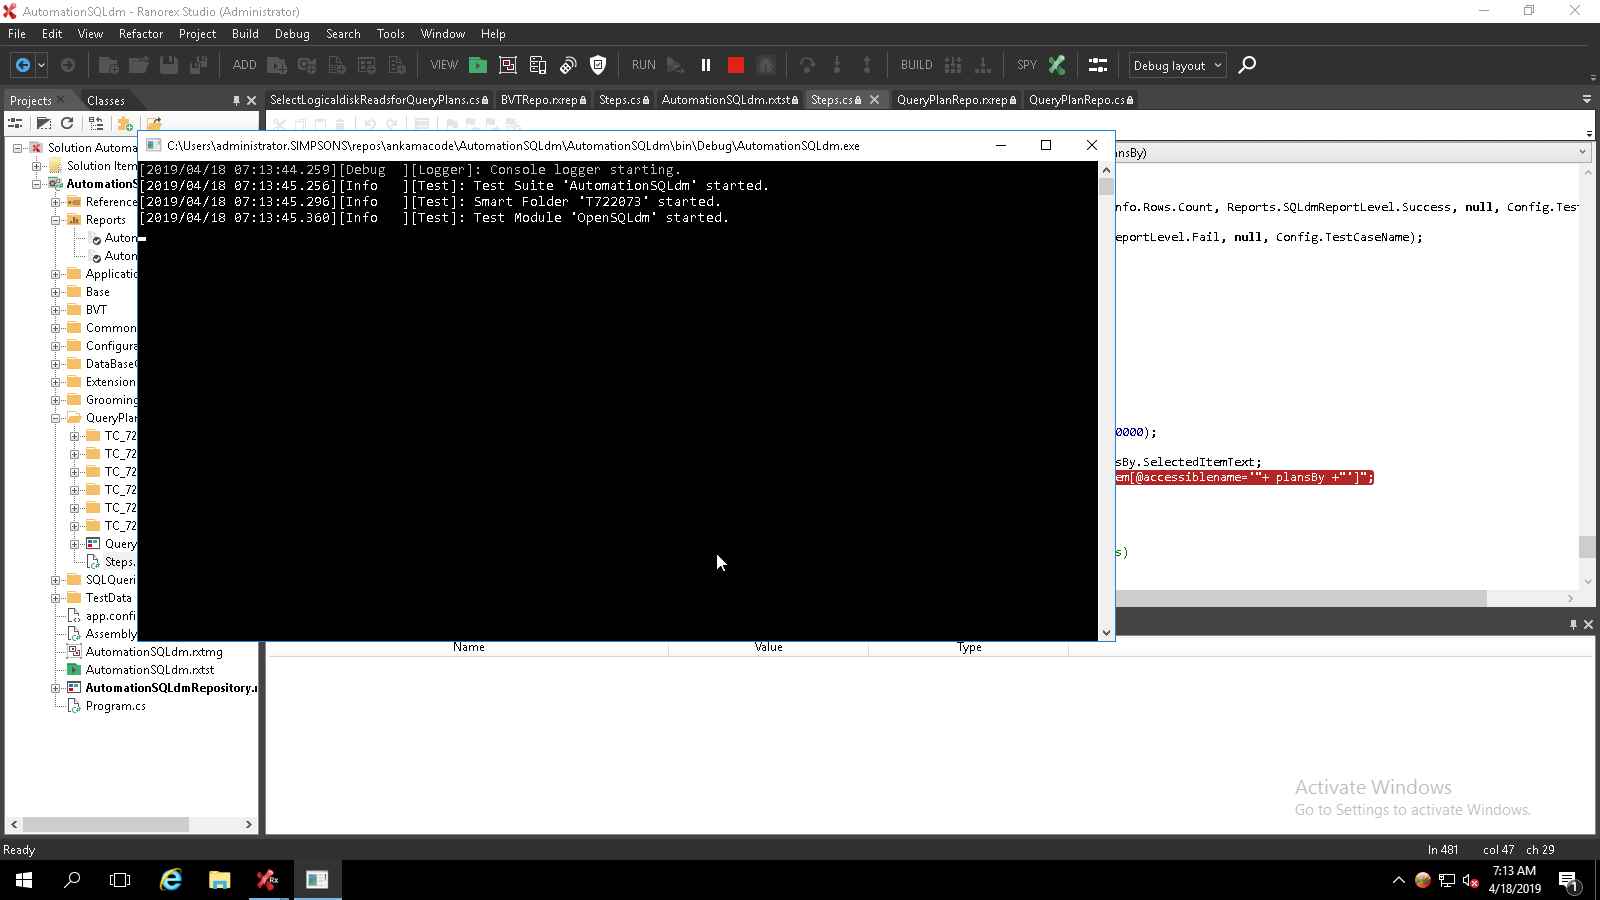 AutomationSQLdm - Ranorex Studio (Administrator)
File Edit View Refactor Project Build Debug Search Tools Window Help
ADD VIEW RUN BUILD SPY Debug layout
Projects Classes
SelectLogicaldiskReadsforQueryPlans.cs BVTRepo.rxrep Steps.cs AutomationSQLdm.rxtst Steps.cs QueryPlanRepo.rxrep QueryPlanRepo.cs
C:\Users\administrator.SIMPSONS\repos\ankamacode\AutomationSQLdm\AutomationSQLdm\bin\Debug\AutomationSQLdm.exe
[2019/04/18 07:13:44.259][Debug ][Logger]: Console logger starting.
[2019/04/18 07:13:45.256][Info ][Test]: Test Suite 'AutomationSQLdm' started.
[2019/04/18 07:13:45.296][Info ][Test]: Smart Folder 'T722073' started.
[2019/04/18 07:13:45.360][Info ][Test]: Test Module 'OpenSQLdm' started.
Solution Automa
Solution Item
AutomationS
Reference
Reports
Autom
Autom
Applicatio
Base
BVT
Common
Configura
DataBase
Extension
Grooming
QueryPlan
TC_72
TC_72
TC_72
TC_72
TC_72
TC_72
Query
Steps.
SQLQueri
TestData
app.confi
Assembly
AutomationSQLdm.rxtmg
AutomationSQLdm.rxtst
AutomationSQLdmRepository.r
Program.cs
nsBy)
nfo.Rows.Count, Reports.SQLdmReportLevel.Success, null, Config.Test
eportLevel.Fail, null, Config.TestCaseName);
0000);
sBy.SelectedItemText;
em[@accessiblename='"+ plansBy +"']";
s)
Name Value Type
Activate Windows
Go to Settings to activate Windows.
Ready
ln 481 col 47 ch 29
7:13 AM
4/18/2019
1